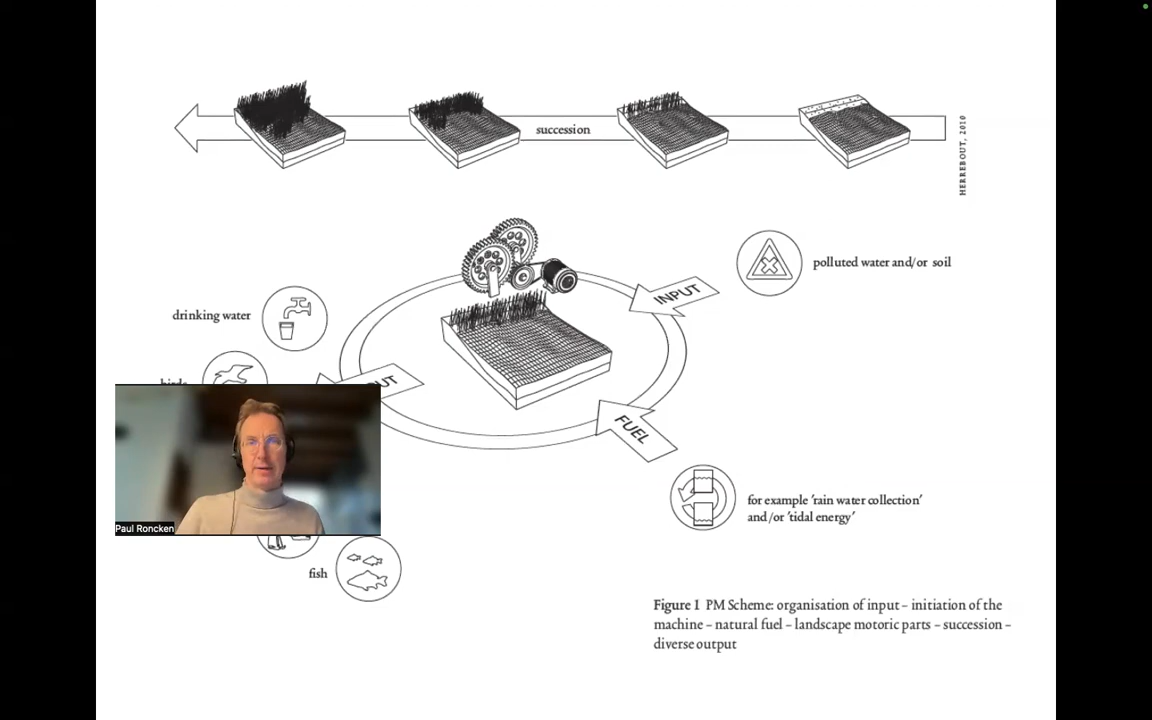 succession
HERREBOUT, 2010
INPUT
polluted water and/or soil
drinking water
birds
FUEL
Paul Roncken
for example 'rain water collection'
and/or 'tidal energy'
fish
Figure 1 PM Scheme: organisation of input – initiation of the
machine – natural fuel – landscape motoric parts – succession –
diverse output